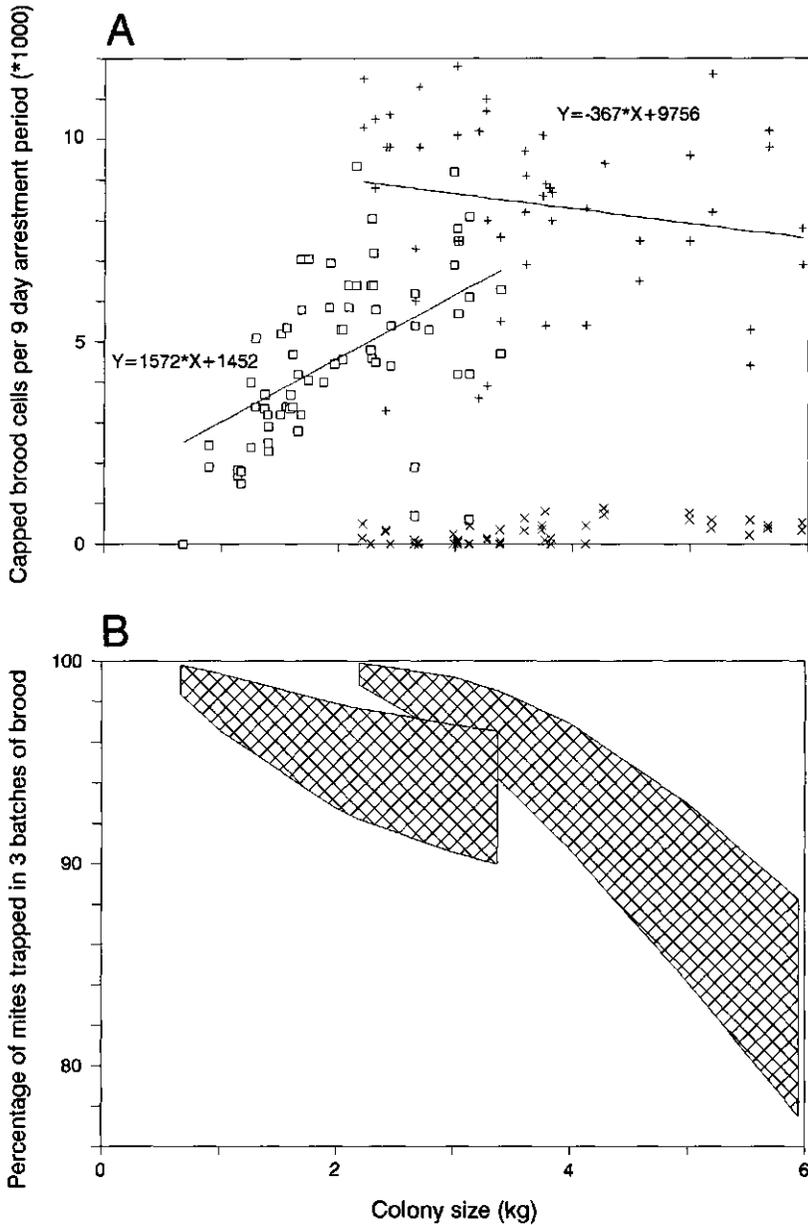 A
Capped brood cells per 9 day arrestment period (*1000)
10
5
0
Y=-367*X+9756
Y=1572*X+1452
B
Percentage of mites trapped in 3 batches of brood
100
90
80
0
2
4
6
Colony size (kg)